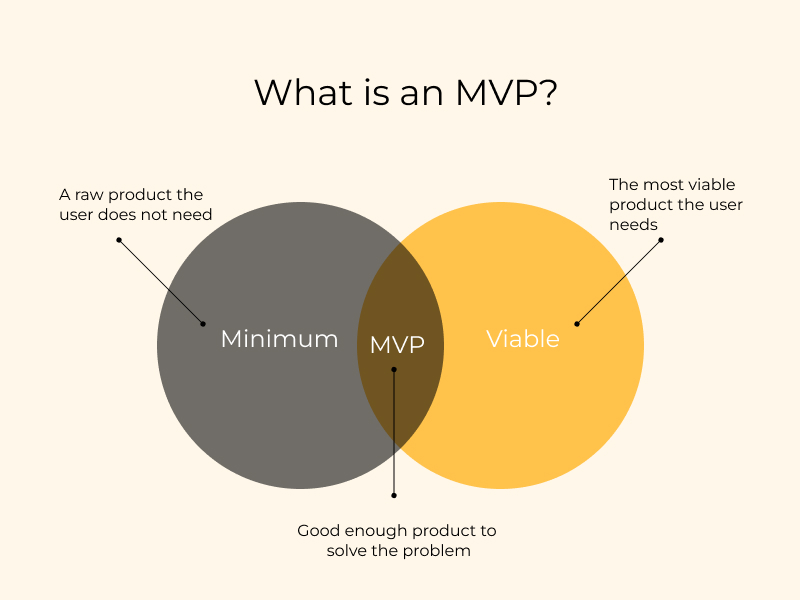 What is an MVP?
A raw product the
user does not need
The most viable
product the user
needs
Minimum
MVP
Viable
Good enough product to
solve the problem